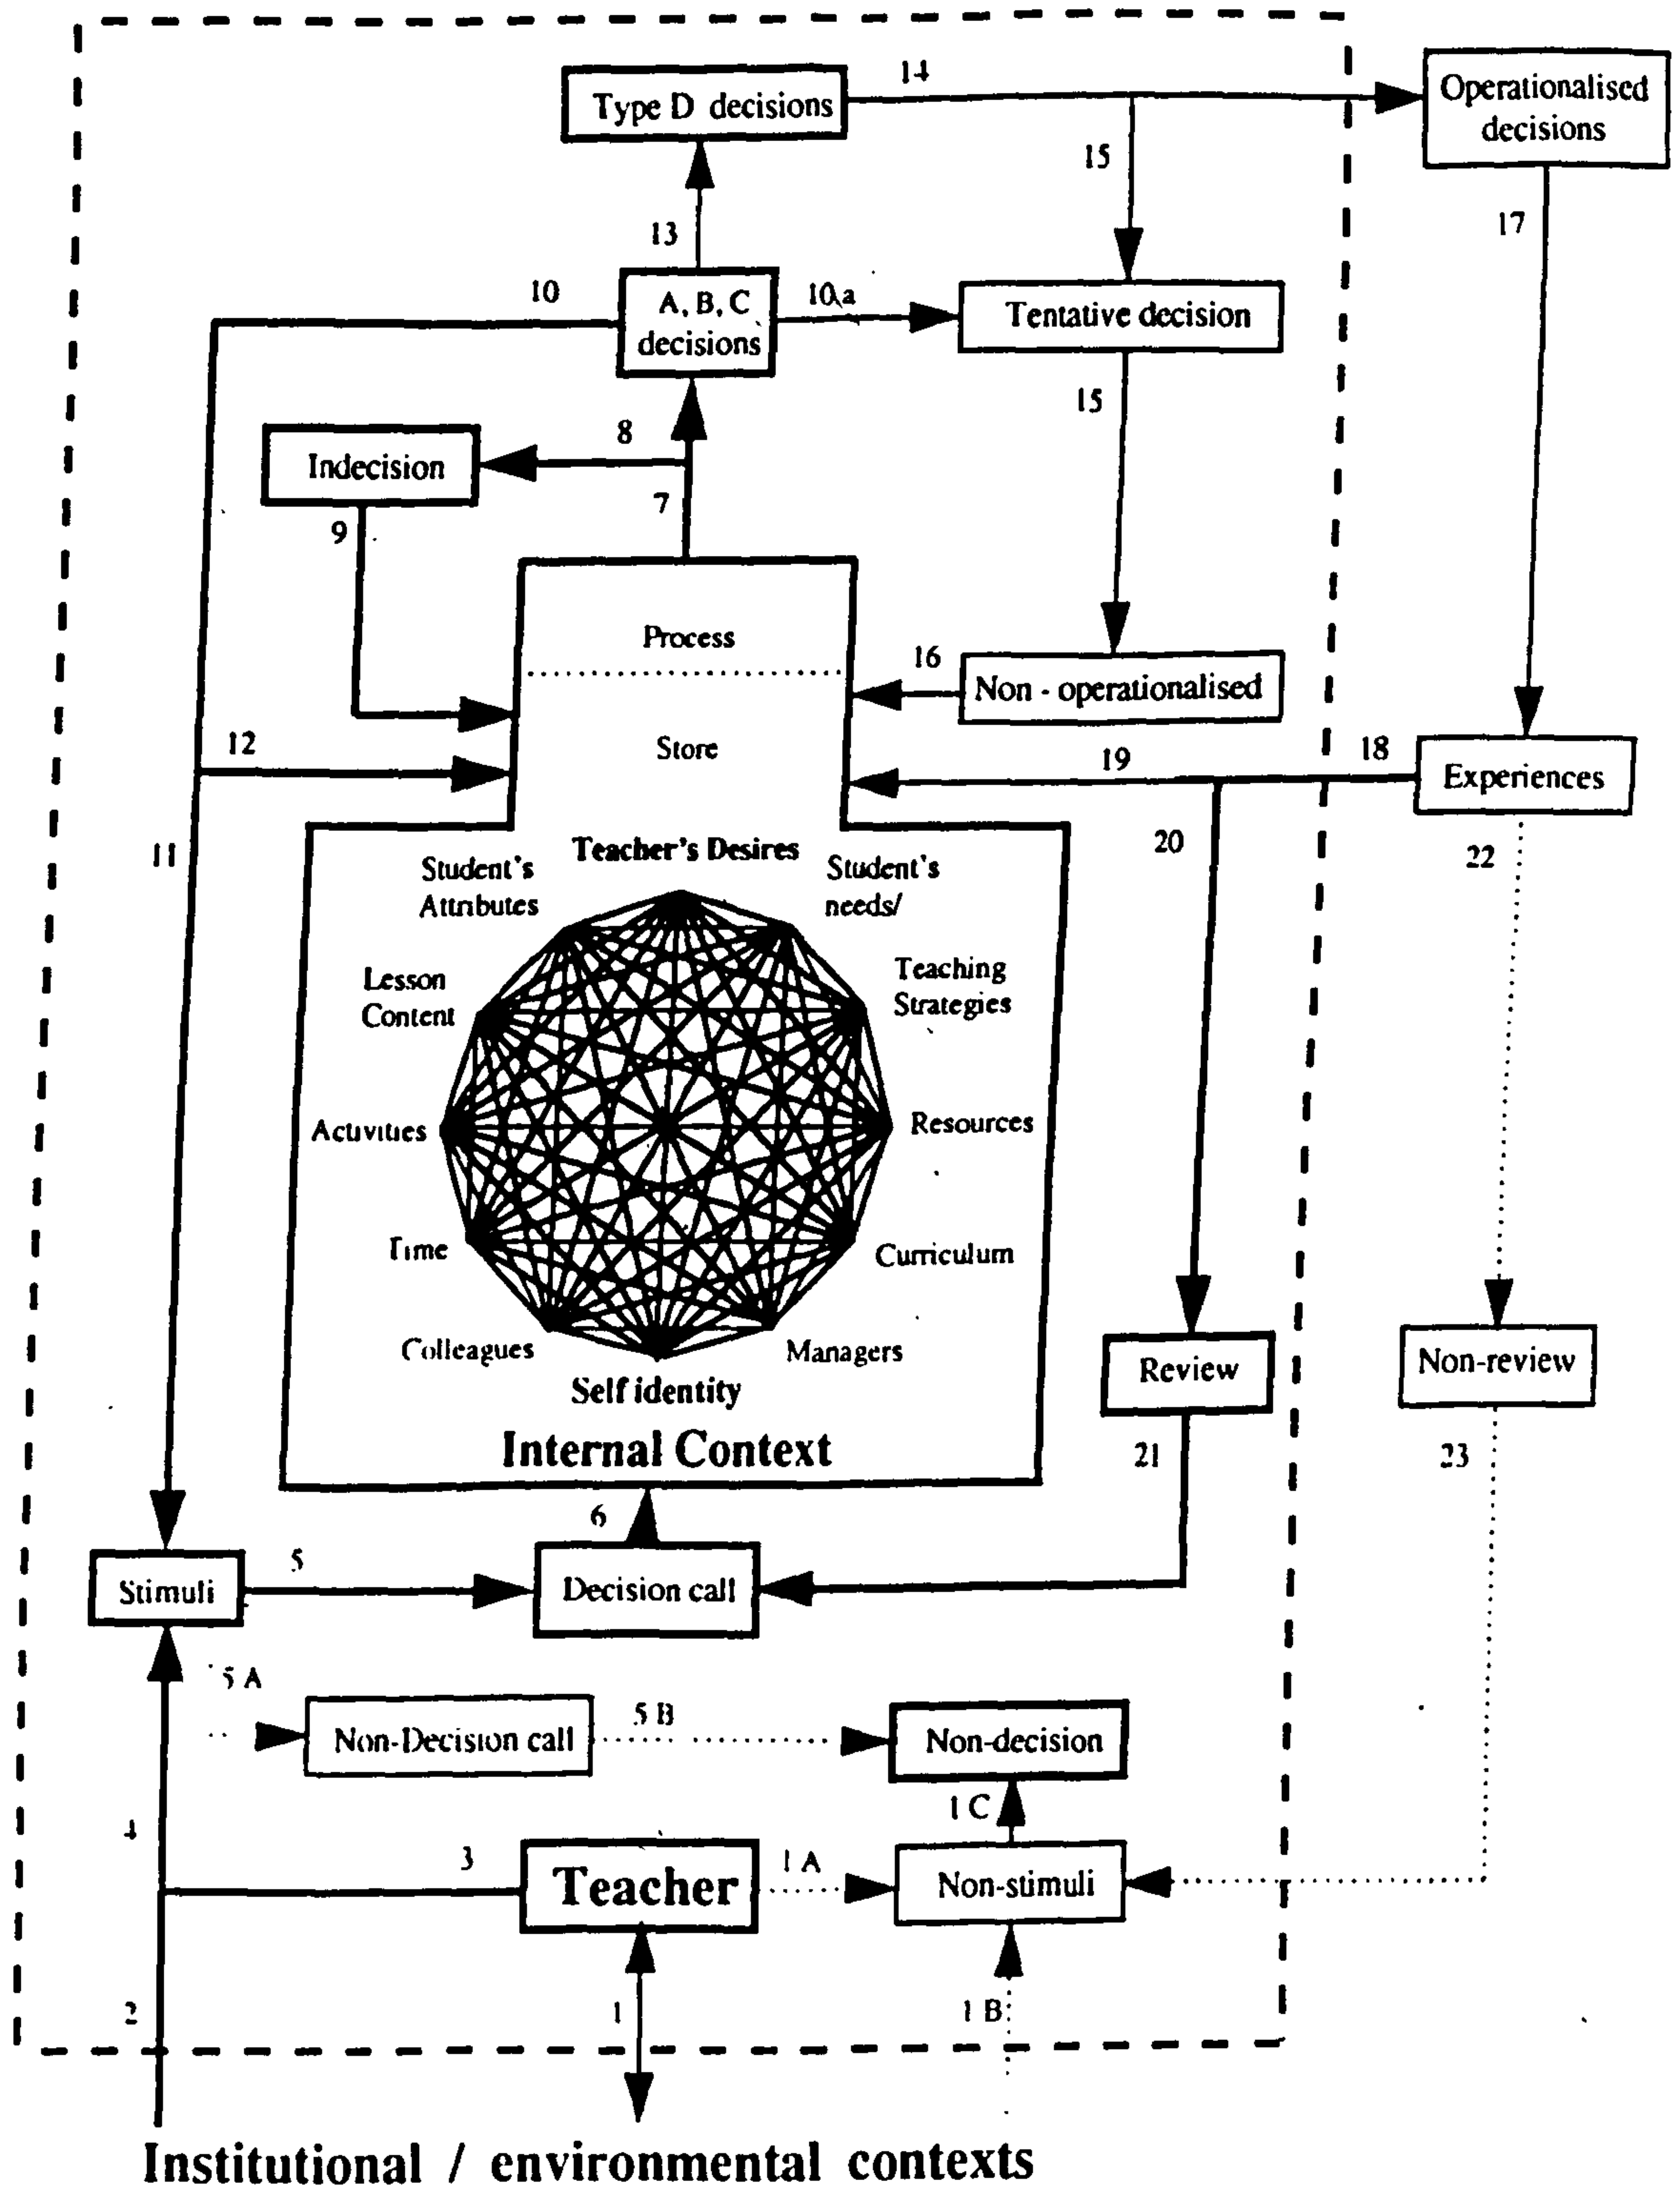 14
Type D decisions
Operationalised
decisions
15
17
13
10
A, B, C
decisions
10.a
Tentative decision
15
8
Indecision
7
9
Process
16
Non - operationalised
12
Store
19
18
Experiences
11
20
22
Teacher's Desires
Student's
Attributes
Student's
needs/
Lesson
Content
Teaching
Strategies
Activities
Resources
Time
Curriculum
Colleagues
Managers
Self identity
Internal Context
Review
Non-review
21
23
6
5
Stimuli
Decision call
5 A
Non-Decision call
5 B
Non-decision
1 C
4
3
Teacher
1 A
Non-stimuli
2
1
1 B
Institutional / environmental contexts